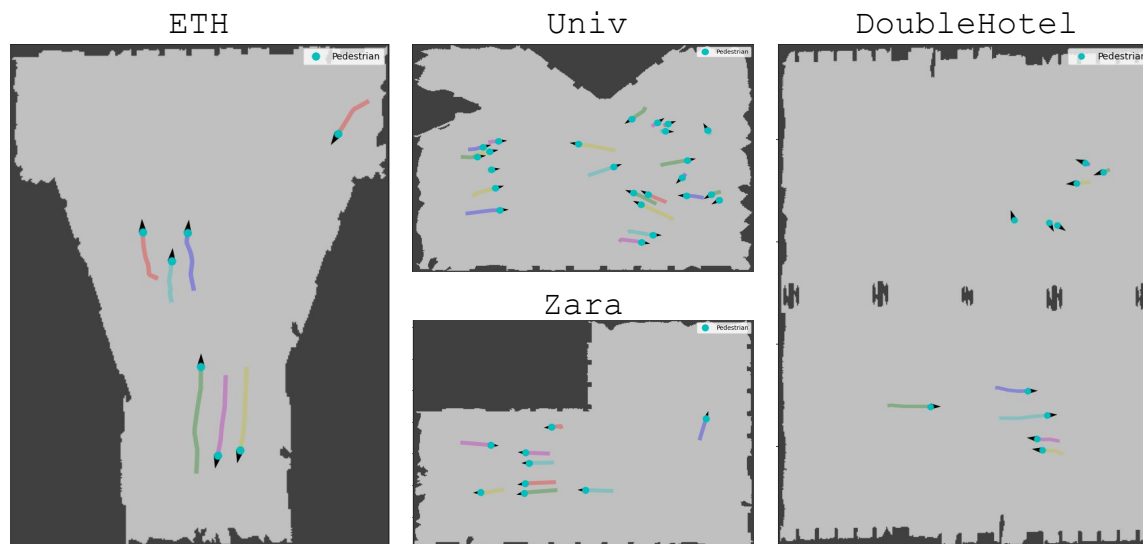 ETH
Pedestrian
Univ
Pedestrian
Zara
Pedestrian
DoubleHotel
Pedestrian